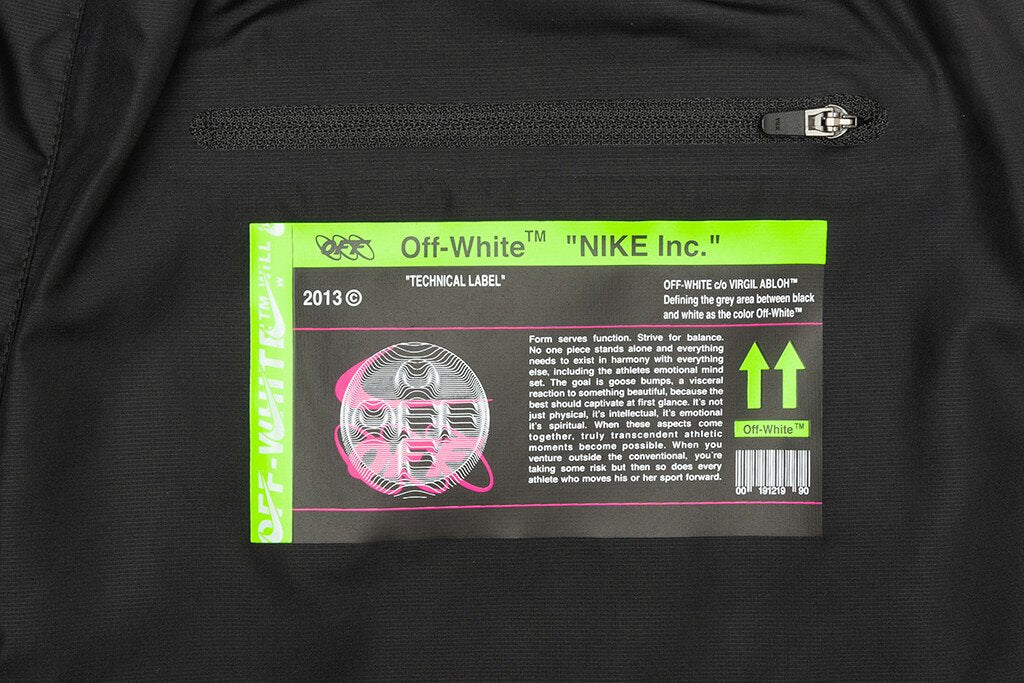 OFF Off-White™ "NIKE Inc."
"TECHNICAL LABEL"
2013 ©
OFF-WHITE c/o VIRGIL ABLOH™
Defining the grey area between black
and white as the color Off-White™
Form serves function. Strive for balance.
No one piece stands alone and everything
needs to exist in harmony with everything
else, including the athletes emotional mind
set. The goal is goose bumps, a visceral
reaction to something beautiful, because the
best should captivate at first glance. It's not
just physical, it's intellectual, it's emotional
it's spiritual. When these aspects come
together, truly transcendent athletic
moments become possible. When you
venture outside the conventional, you're
taking some risk but then so does every
athlete who moves his or her sport forward.
Off-White™
00 191219 90
OFF-WHITE™ WILL
W
OFF
YKK